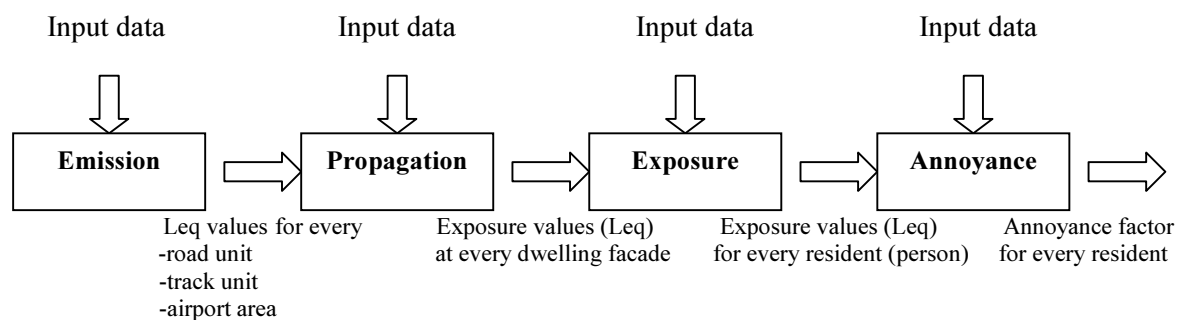 Input data
Input data
Input data
Input data
Emission
Propagation
Exposure
Annoyance
Leq values for every
-road unit
-track unit
-airport area
Exposure values (Leq)
at every dwelling facade
Exposure values (Leq)
for every resident (person)
Annoyance factor
for every resident